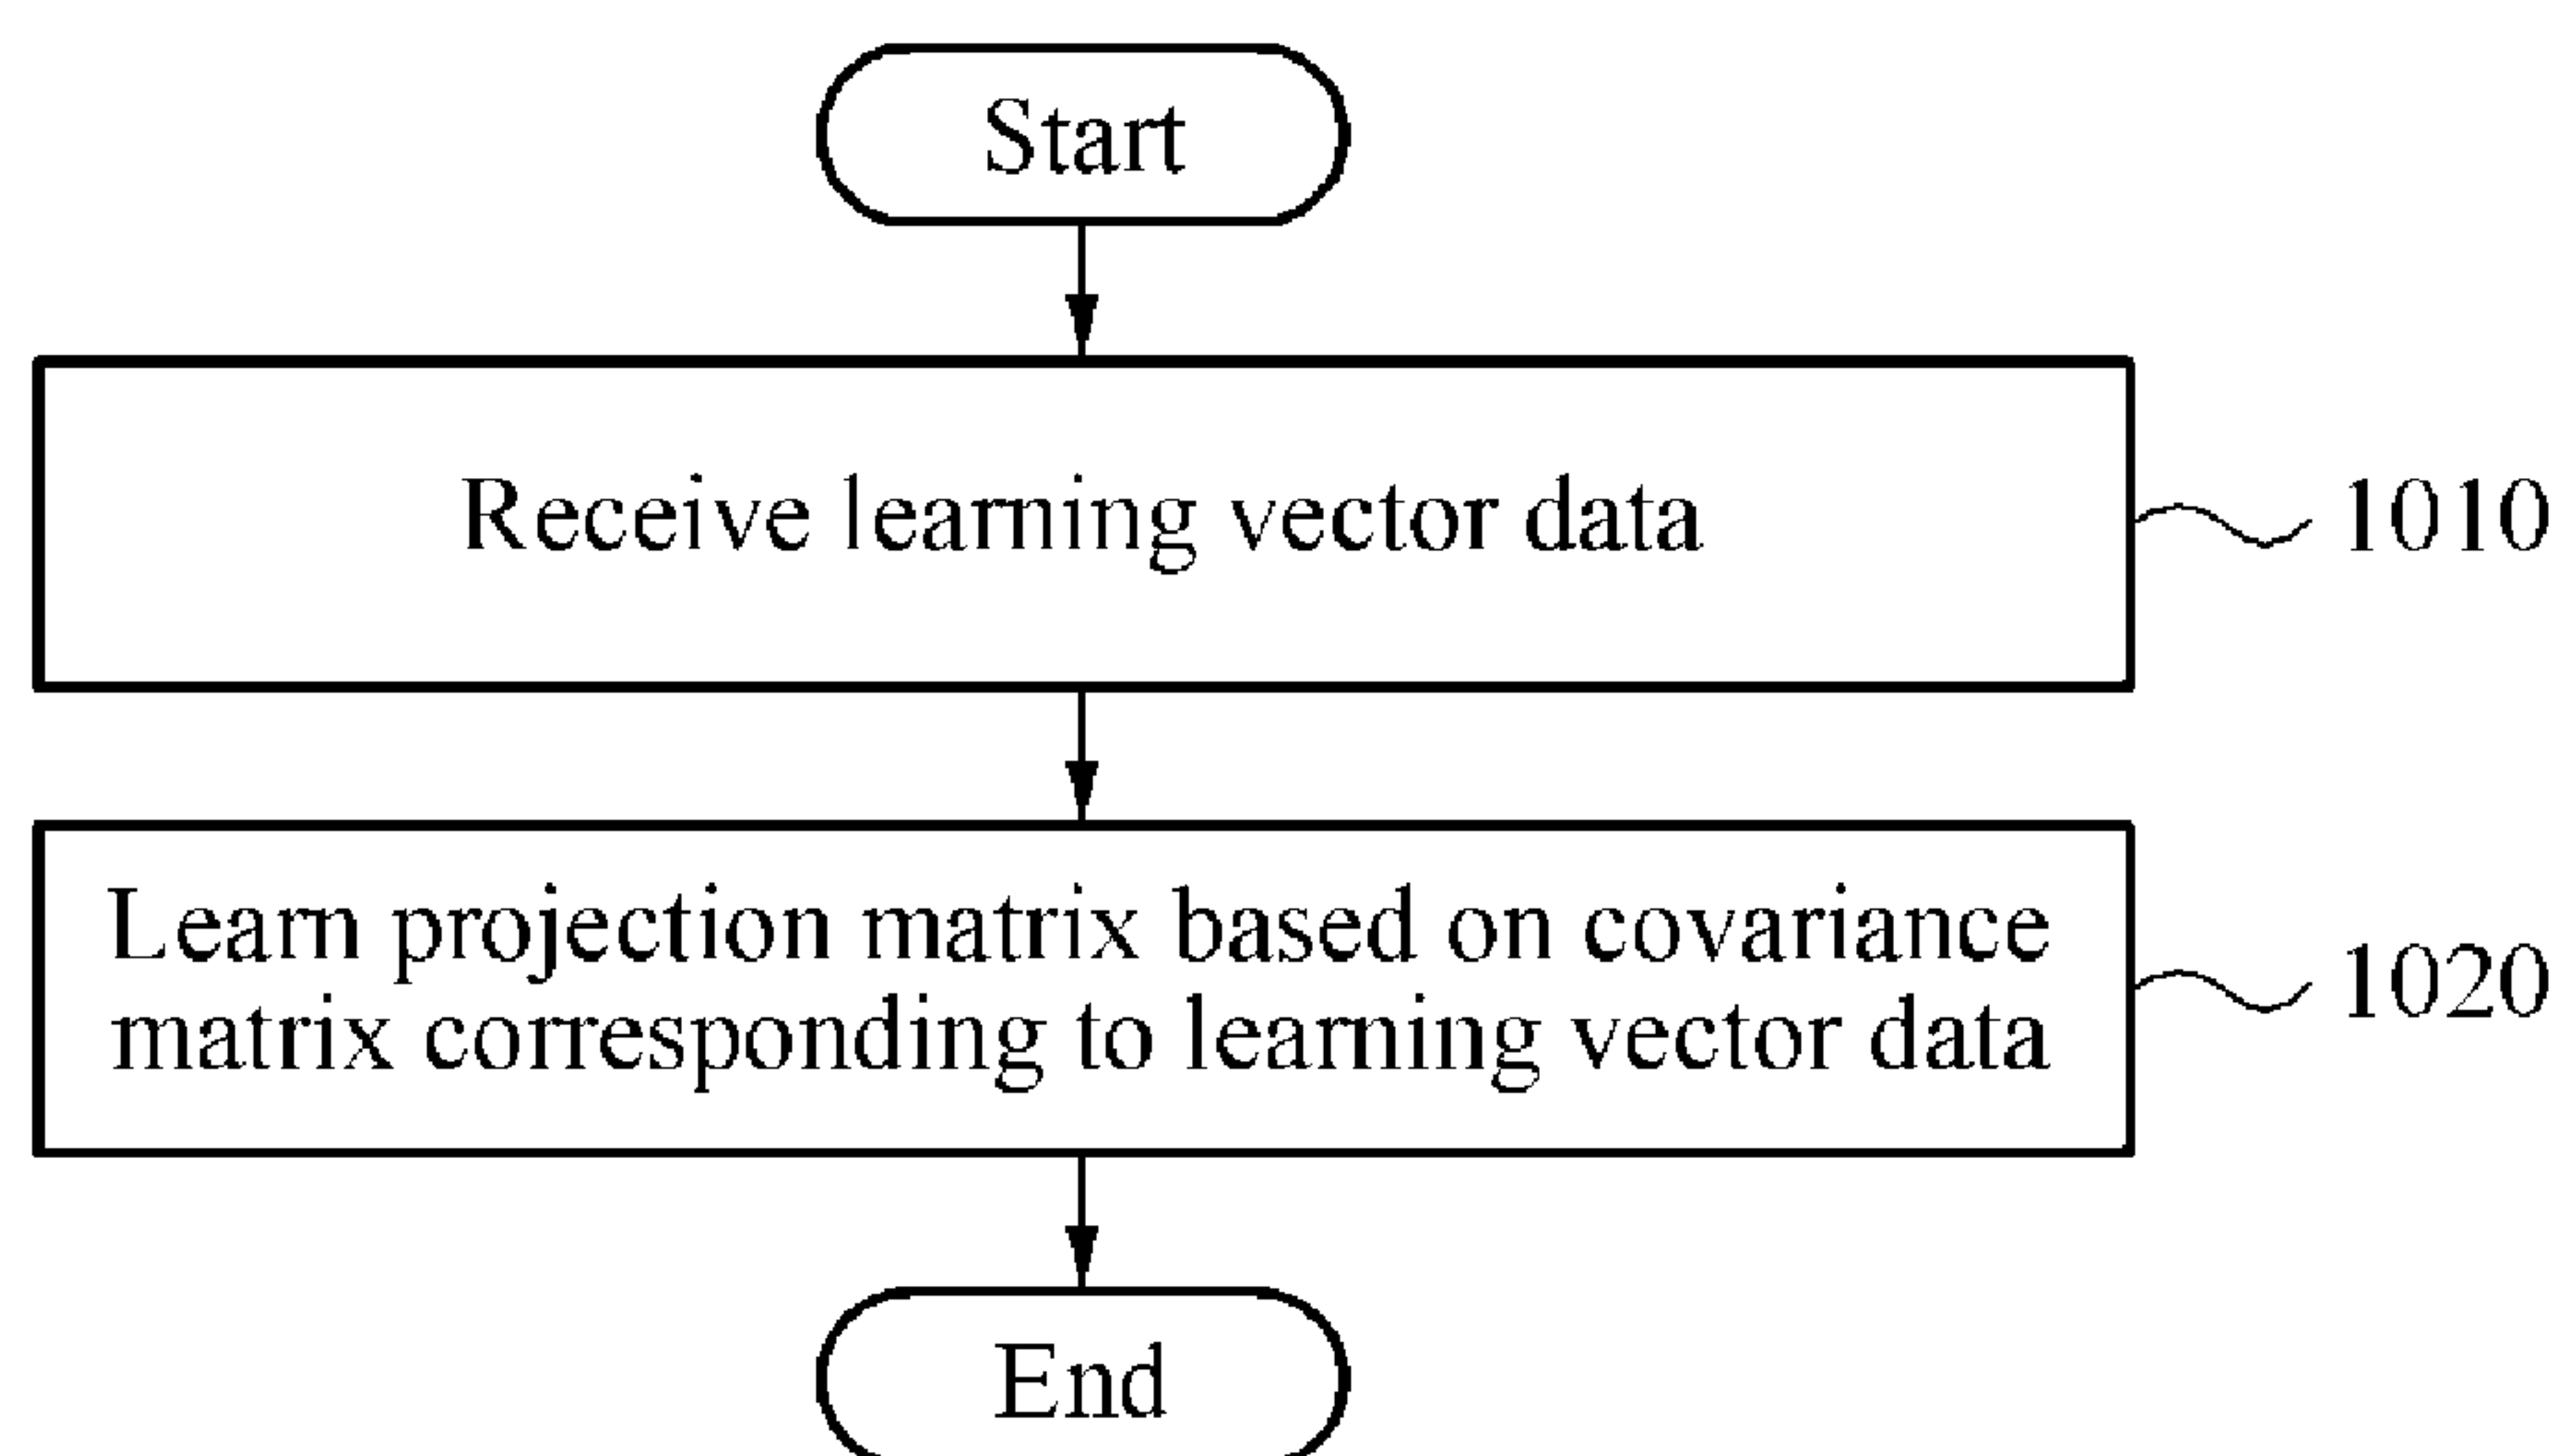 Start
Receive learning vector data
1010
Learn projection matrix based on covariance
matrix corresponding to learning vector data
1020
End